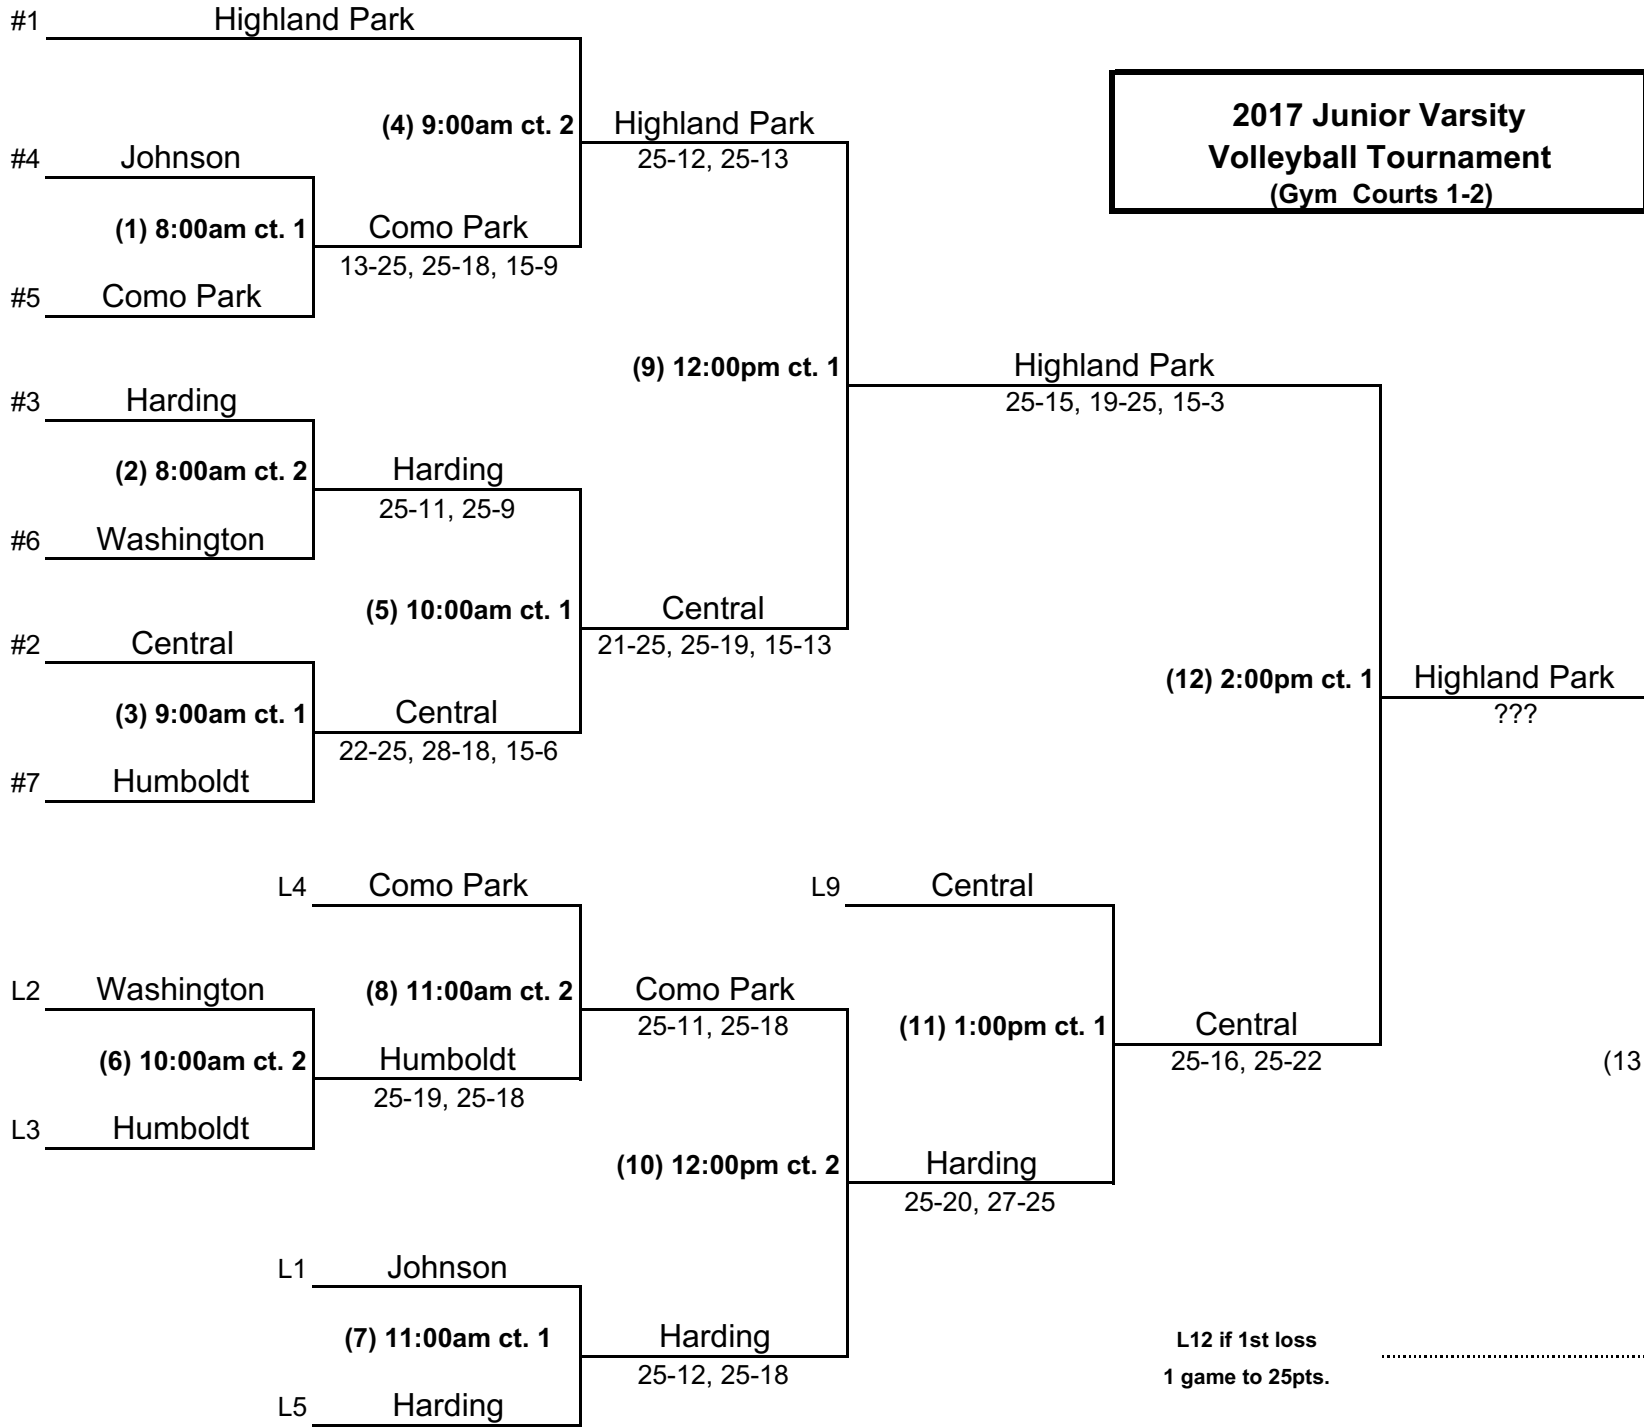 #1 Highland Park
2017 Junior Varsity
Volleyball Tournament
(Gym Courts 1-2)
(4) 9:00am ct. 2 Highland Park
25-12, 25-13
#4 Johnson
(1) 8:00am ct. 1 Como Park
13-25, 25-18, 15-9
#5 Como Park
(9) 12:00pm ct. 1 Highland Park
25-15, 19-25, 15-3
#3 Harding
(2) 8:00am ct. 2 Harding
25-11, 25-9
#6 Washington
(5) 10:00am ct. 1 Central
21-25, 25-19, 15-13
#2 Central
(12) 2:00pm ct. 1 Highland Park
???
(3) 9:00am ct. 1 Central
22-25, 28-18, 15-6
#7 Humboldt
L4 Como Park L9 Central
L2 Washington (8) 11:00am ct. 2 Como Park
25-11, 25-18
(11) 1:00pm ct. 1 Central
25-16, 25-22
(6) 10:00am ct. 2 Humboldt (13
25-19, 25-18
L3 Humboldt
(10) 12:00pm ct. 2 Harding
25-20, 27-25
L1 Johnson
(7) 11:00am ct. 1 Harding
25-12, 25-18
L12 if 1st loss
1 game to 25pts.
L5 Harding